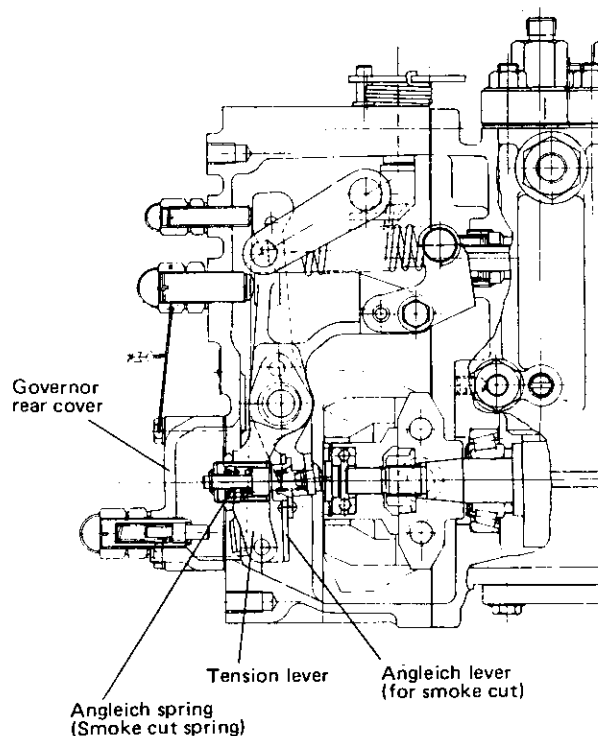 Governor
rear cover
Tension lever
Angleich lever
(for smoke cut)
Angleich spring
(Smoke cut spring)